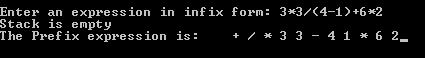 Enter an expression in infix form: 3*3/(4-1)+6*2
Stack is empty
The Prefix expression is: + / * 3 3 - 4 1 * 6 2_